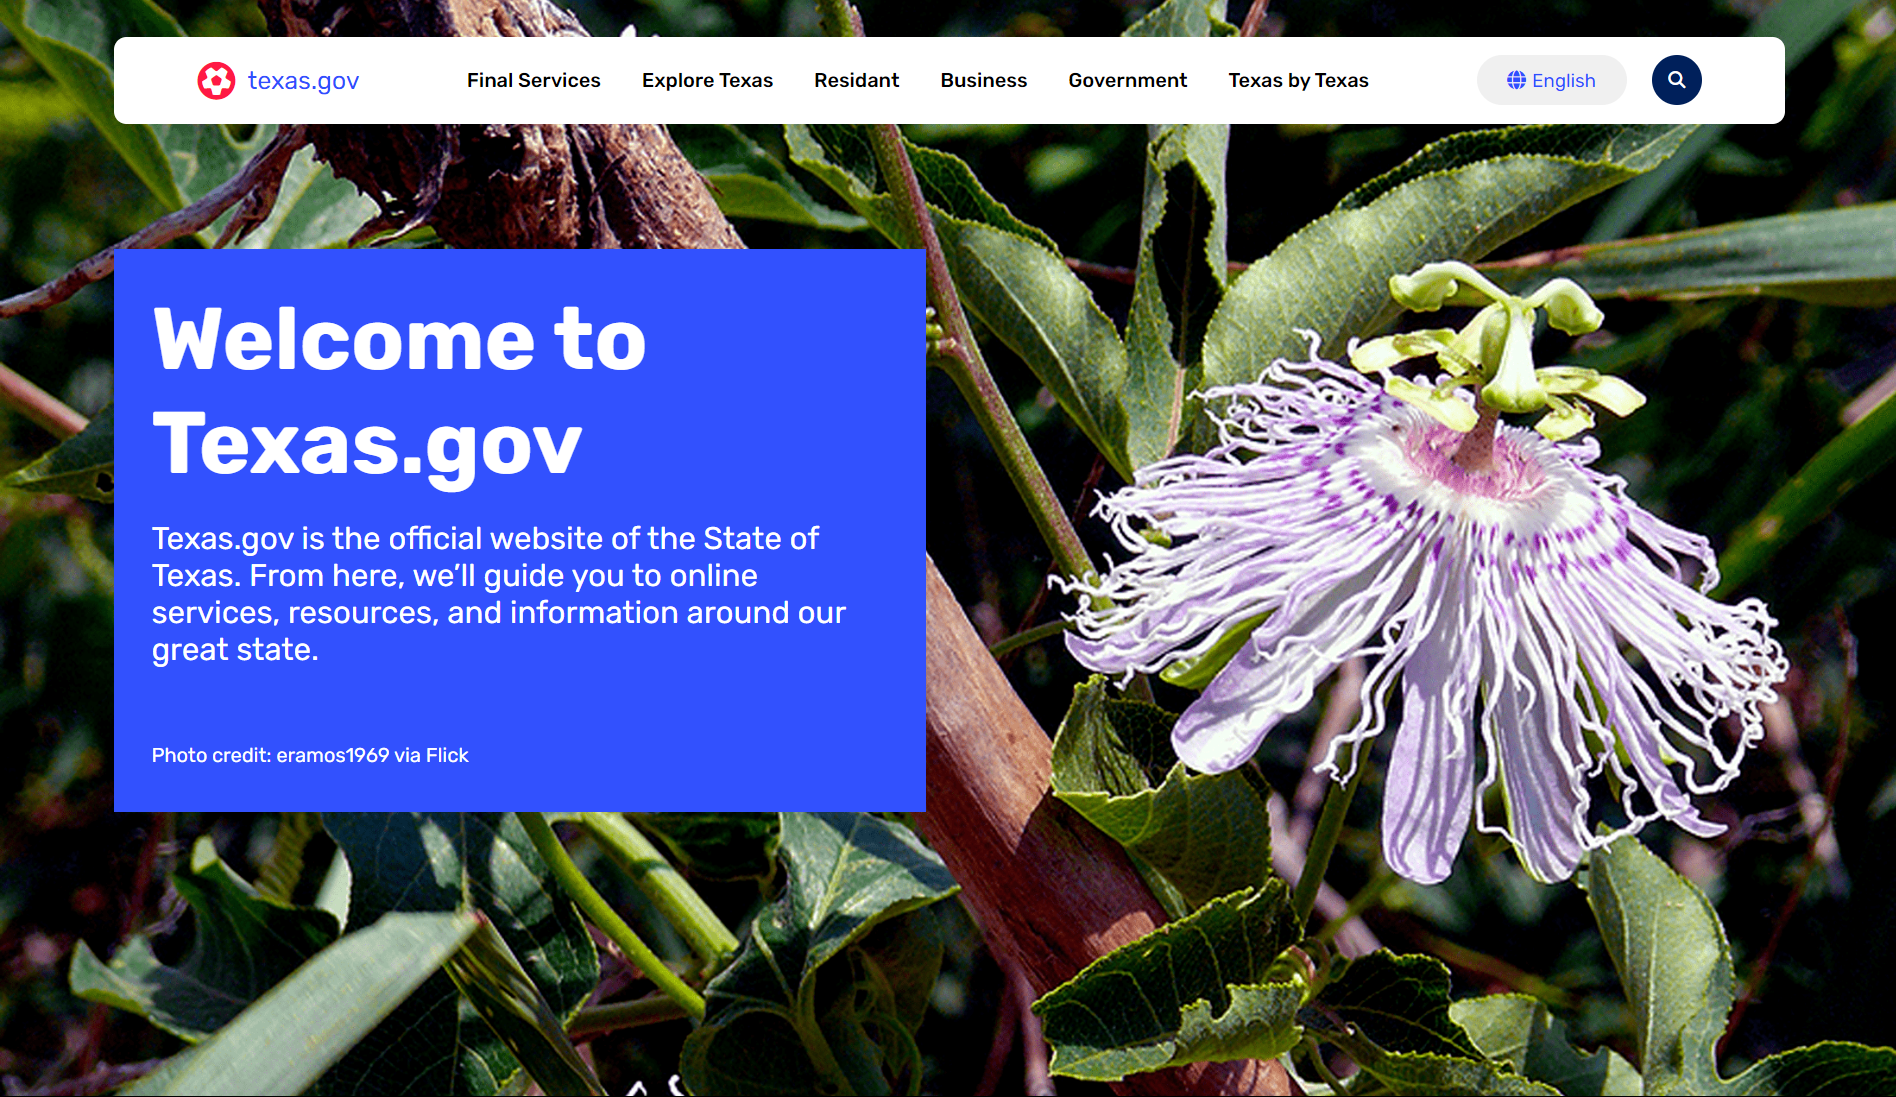 texas.gov
Final Services
Explore Texas
Residant
Business
Government
Texas by Texas
English
Welcome to
Texas.gov
Texas.gov is the official website of the State of
Texas. From here, we’ll guide you to online
services, resources, and information around our
great state.
Photo credit: eramos1969 via Flick